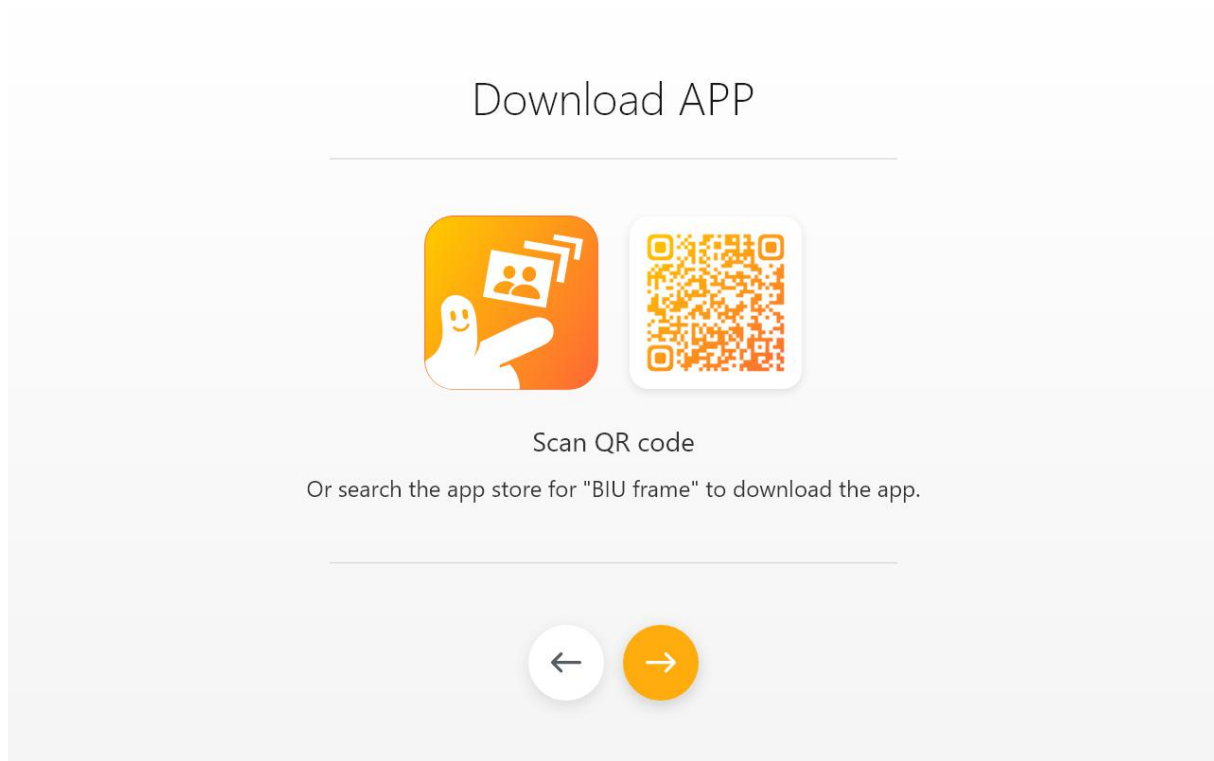 Download APP
Scan QR code
Or search the app store for "BIU frame" to download the app.